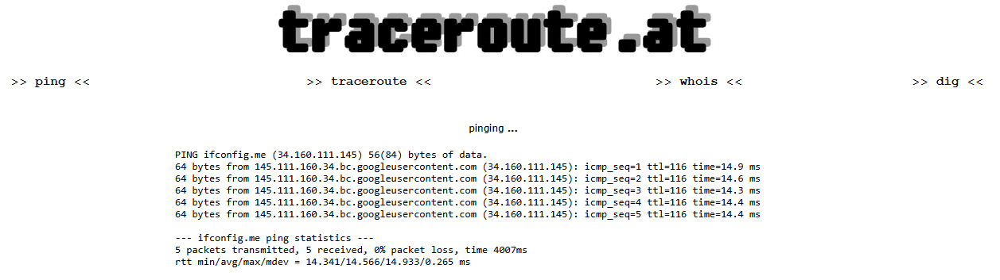 traceroute.at
>> ping << >> traceroute << >> whois << >> dig <<
pinging ...
PING ifconfig.me (34.160.111.145) 56(84) bytes of data.
64 bytes from 145.111.160.34.bc.googleusercontent.com (34.160.111.145): icmp_seq=1 ttl=116 time=14.9 ms
64 bytes from 145.111.160.34.bc.googleusercontent.com (34.160.111.145): icmp_seq=2 ttl=116 time=14.6 ms
64 bytes from 145.111.160.34.bc.googleusercontent.com (34.160.111.145): icmp_seq=3 ttl=116 time=14.3 ms
64 bytes from 145.111.160.34.bc.googleusercontent.com (34.160.111.145): icmp_seq=4 ttl=116 time=14.4 ms
64 bytes from 145.111.160.34.bc.googleusercontent.com (34.160.111.145): icmp_seq=5 ttl=116 time=14.4 ms
--- ifconfig.me ping statistics ---
5 packets transmitted, 5 received, 0% packet loss, time 4007ms
rtt min/avg/max/mdev = 14.341/14.566/14.933/0.265 ms